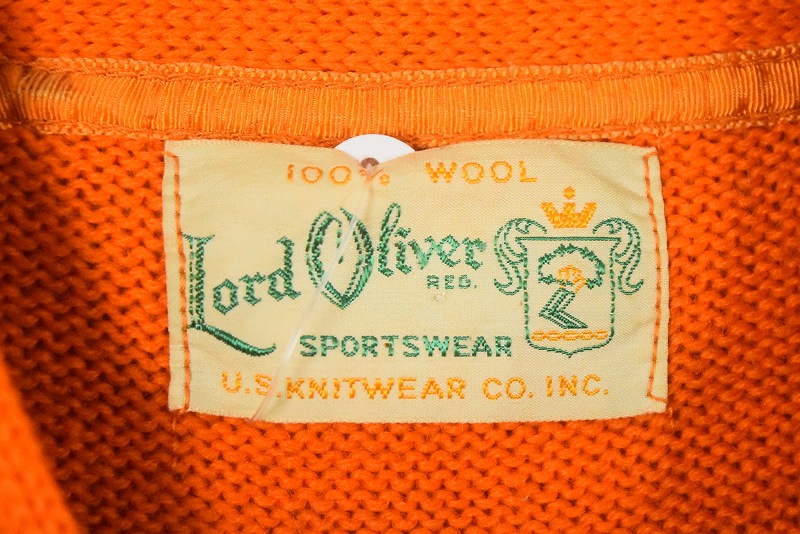 100% WOOL
Lord Oliver
REG.
SPORTSWEAR
U.S. KNITWEAR CO. INC.